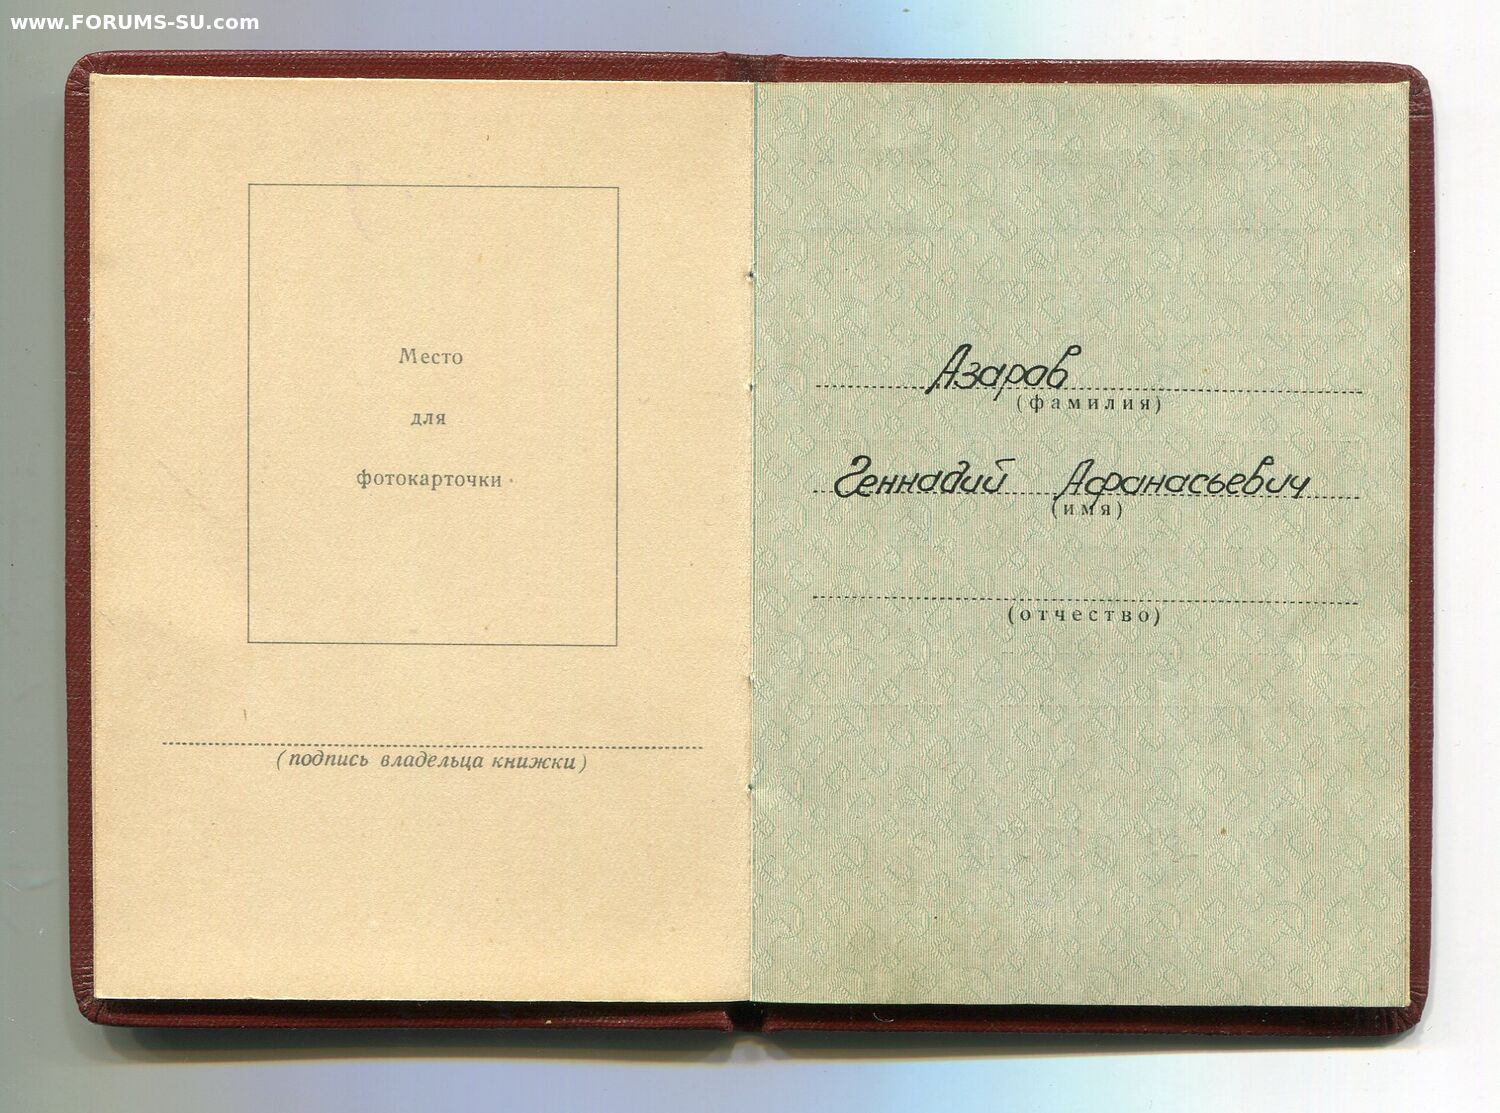 www.FORUMS-SU.com
Место
для
фотокарточки
(подпись владельца книжки)
Азаров
(фамилия)
Геннадий Афанасьевич
(имя)
(отчество)